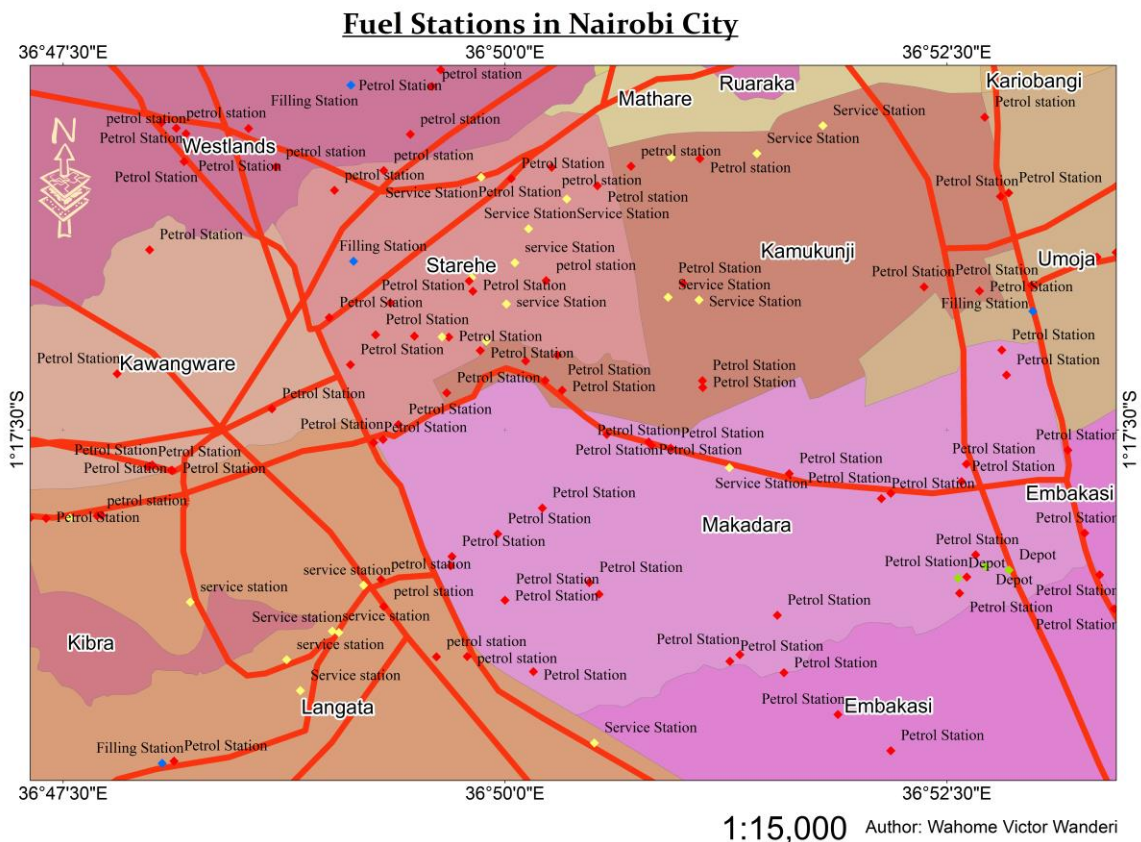 Fuel Stations in Nairobi City
36°47'30"E 36°50'0"E 36°52'30"E
petrol station
Petrol Station
Ruaraka
Kariobangi
Filling Station
Mathare
Petrol station
petrol station petrol station
Service Station
petrol station
Petrol Station
Westlands
Service Station
petrol station
Petrol station
petrol station
petrol station
Petrol Station
Petrol Station
petrol station
Service Station
Petrol Station
petrol station
Petrol station
Petrol Station
Petrol Station
N
Service Station
Service Station
Petrol Station
Filling Station
service Station
Kamukunji
Umoja
Starehe
petrol station
Petrol Station
Petrol Station
Petrol Station
Petrol Station
service Station
Service Station
Filling Station
Petrol Station
Petrol Station
Petrol Station
Petrol Station
Petrol Station
Petrol Station
Kawangware
Petrol Station
Petrol Station
Petrol Station
Petrol Station
Petrol Station
Petrol Station
Petrol Station
Petrol Station
1°17'30"S 1°17'30"S
Petrol Station
Petrol Station
Petrol Station
Petrol Station
Petrol Station
Petrol Station
Petrol Station
Petrol Station
Petrol Station
Petrol Station
Petrol Station
Petrol Station
Service Station
Petrol Station
Petrol Station
Embakasi
petrol station
Petrol Station
Petrol Station
Petrol Station
Makadara
Petrol Station
Petrol Station
Petrol Station
Petrol Station
Depot
Depot
Depot
service station
petrol station
Petrol Station
Petrol Station
service station
petrol station
Petrol Station
Petrol Station
Petrol Station
Service station
service station
Petrol Station
Petrol Station
Kibra
service station
petrol station
petrol station
Petrol Station
Petrol Station
Service station
Petrol Station
Petrol Station
Langata
Petrol Station
Embakasi
Filling Station
Petrol Station
Service Station
Petrol Station
36°47'30"E 36°50'0"E 36°52'30"E
1:15,000 Author: Wahome Victor Wanderi